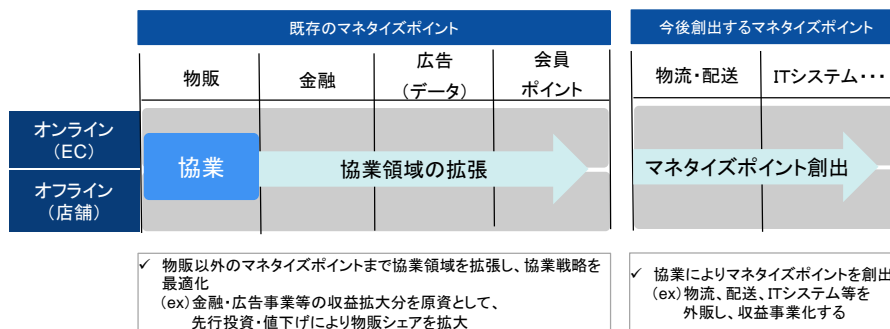 既存のマネタイズポイント
今後創出するマネタイズポイント
物販
金融
広告
(データ)
会員
ポイント
物流・配送
ITシステム・・・
オンライン
(EC)
オフライン
(店舗)
協業
協業領域の拡張
マネタイズポイント創出
✓ 物販以外のマネタイズポイントまで協業領域を拡張し、協業戦略を
最適化
(ex)金融・広告事業等の収益拡大分を原資として、
先行投資・値下げにより物販シェアを拡大
✓ 協業によりマネタイズポイントを創出
(ex)物流、配送、ITシステム等を
外販し、収益事業化する